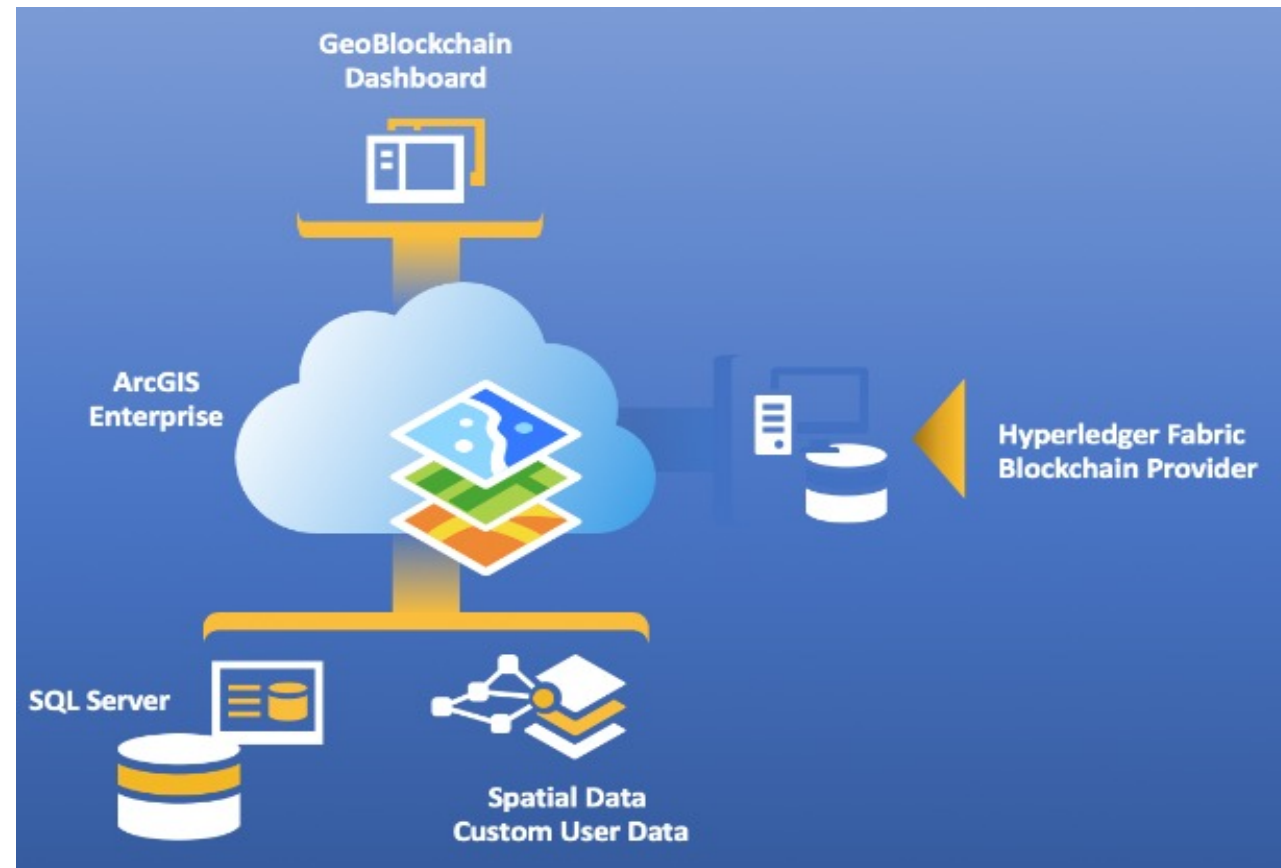 GeoBlockchain
Dashboard
ArcGIS
Enterprise
Hyperledger Fabric
Blockchain Provider
SQL Server
Spatial Data
Custom User Data